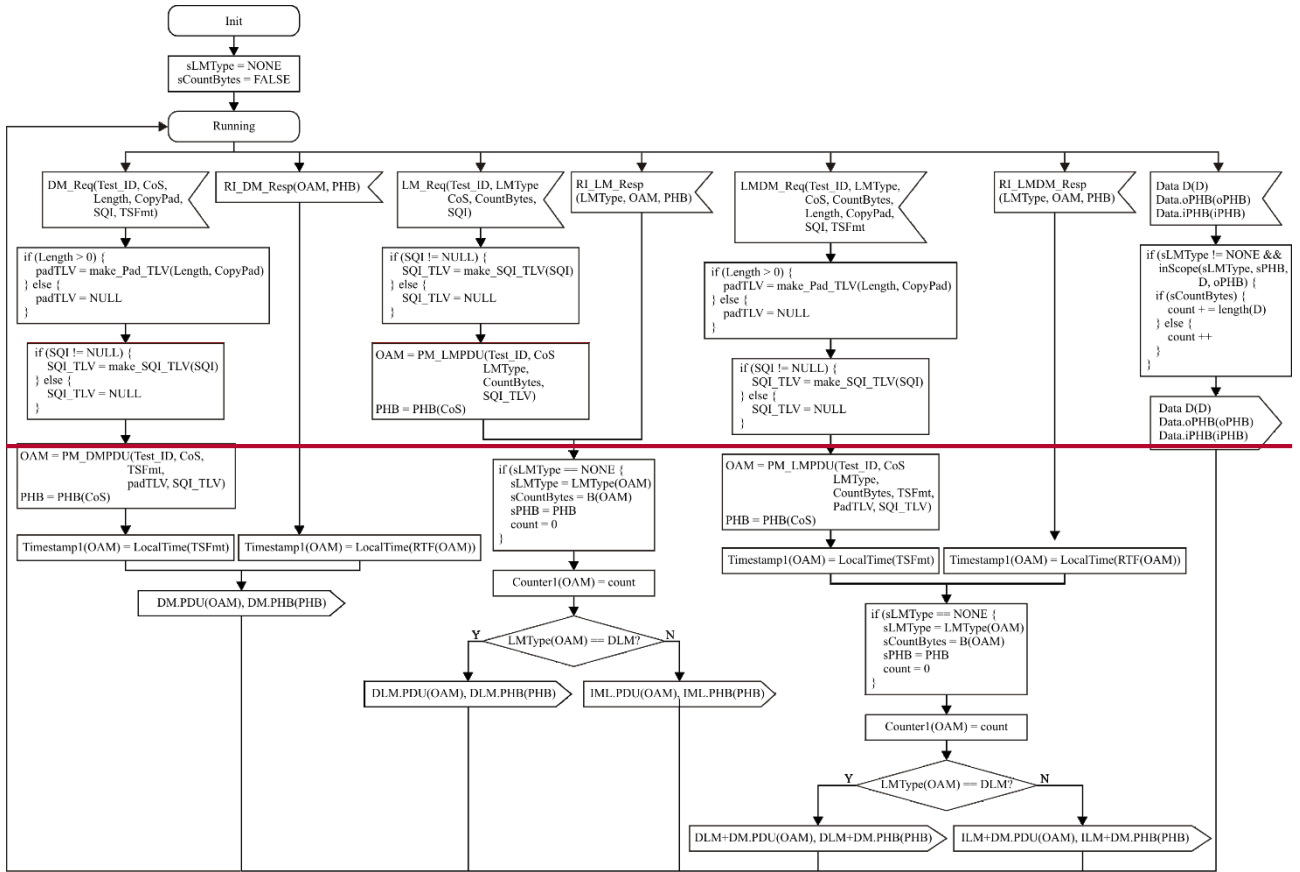 Init
sLMType = NONE
sCountBytes = FALSE
Running
DM_Req(Test_ID, CoS,
Length, CopyPad,
SQI, TSFmt)
RI_DM_Resp(OAM, PHB)
LM_Req(Test_ID, LMType
CoS, CountBytes,
SQI)
RI_LM_Resp
(LMType, OAM, PHB)
LMDM_Req(Test_ID, LMType,
CoS, CountBytes,
Length, CopyPad,
SQI, TSFmt
RI_LMDM_Resp
(LMType, OAM, PHB)
Data D(D)
Data.oPHB(oPHB)
Data.iPHB(iPHB)
if (Length > 0) {
padTLV = make_Pad_TLV(Length, CopyPad)
} else {
padTLV = NULL
}
if (SQI != NULL) {
SQI_TLV = make_SQI_TLV(SQI)
} else {
SQI_TLV = NULL
}
if (Length > 0) {
padTLV = make_Pad_TLV(Length, CopyPad)
} else {
padTLV = NULL
}
if (sLMType != NONE &&
inScope(sLMType, sPHB,
D, oPHB) {
if (sCountBytes) {
count + = length(D)
} else {
count ++
}
}
if (SQI != NULL) {
SQI_TLV = make_SQI_TLV(SQI)
} else {
SQI_TLV = NULL
}
OAM = PM_LMPDU(Test_ID, CoS
LMType,
CountBytes,
SQI_TLV)
PHB = PHB(CoS)
if (SQI != NULL) {
SQI_TLV = make_SQI_TLV(SQI)
} else {
SQI_TLV = NULL
}
Data D(D)
Data.oPHB(oPHB)
Data.iPHB(iPHB)
OAM = PM_DMPDU(Test_ID, CoS,
TSFmt,
padTLV, SQI_TLV)
PHB = PHB(CoS)
if (sLMType == NONE {
sLMType = LMType(OAM)
sCountBytes = B(OAM)
sPHB = PHB
count = 0
}
OAM = PM_LMPDU(Test_ID, CoS
LMType,
CountBytes, TSFmt,
PadTLV, SQI_TLV)
PHB = PHB(CoS)
Timestamp1(OAM) = LocalTime(TSFmt)
Timestamp1(OAM) = LocalTime(RTF(OAM))
Timestamp1(OAM) = LocalTime(TSFmt)
Timestamp1(OAM) = LocalTime(RTF(OAM))
Counter1(OAM) = count
DM.PDU(OAM), DM.PHB(PHB)
Y
LMType(OAM) == DLM?
N
if (sLMType == NONE {
sLMType = LMType(OAM)
sCountBytes = B(OAM)
sPHB = PHB
count = 0
}
DLM.PDU(OAM), DLM.PHB(PHB)
IML.PDU(OAM), IML.PHB(PHB)
Counter1(OAM) = count
Y
LMType(OAM) == DLM?
N
DLM+DM.PDU(OAM), DLM+DM.PHB(PHB)
ILM+DM.PDU(OAM), ILM+DM.PHB(PHB)